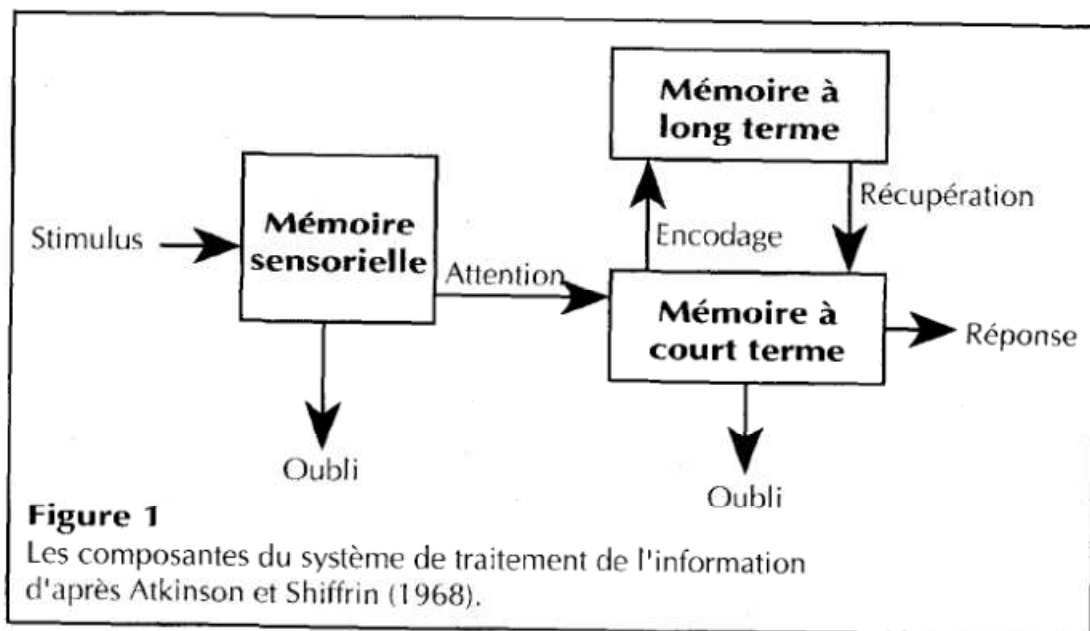 Mémoire à
long terme
Récupération
Stimulus
Mémoire
sensorielle
Attention
Encodage
Mémoire à
court terme
Réponse
Oubli
Oubli
Figure 1
Les composantes du système de traitement de l'information
d'après Atkinson et Shiffrin (1968).